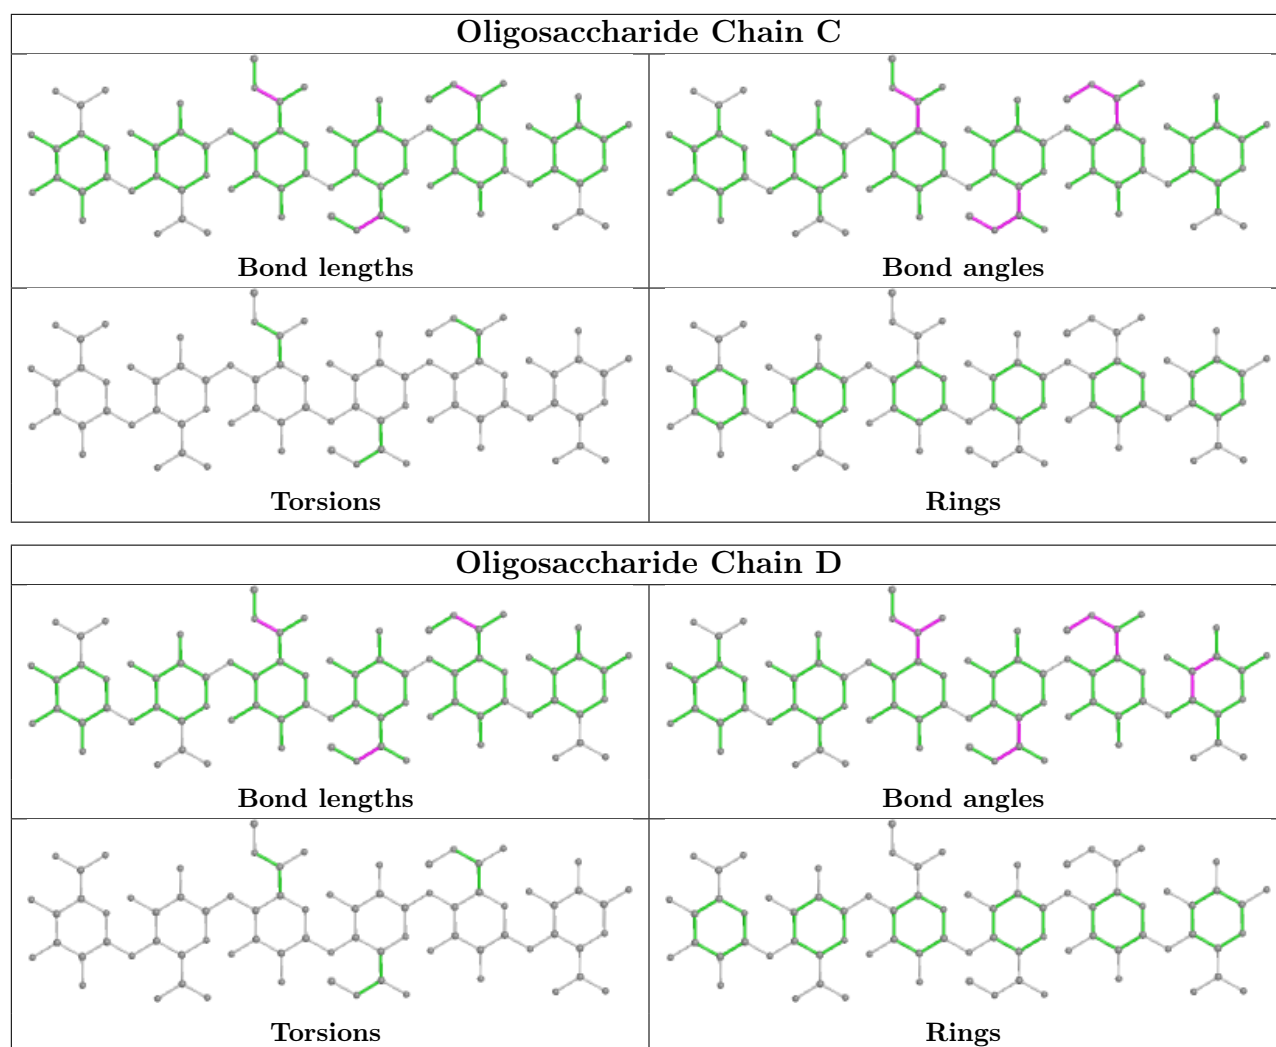 Oligosaccharide Chain C
Bond lengths
Bond angles
Torsions
Rings
Oligosaccharide Chain D
Bond lengths
Bond angles
Torsions
Rings